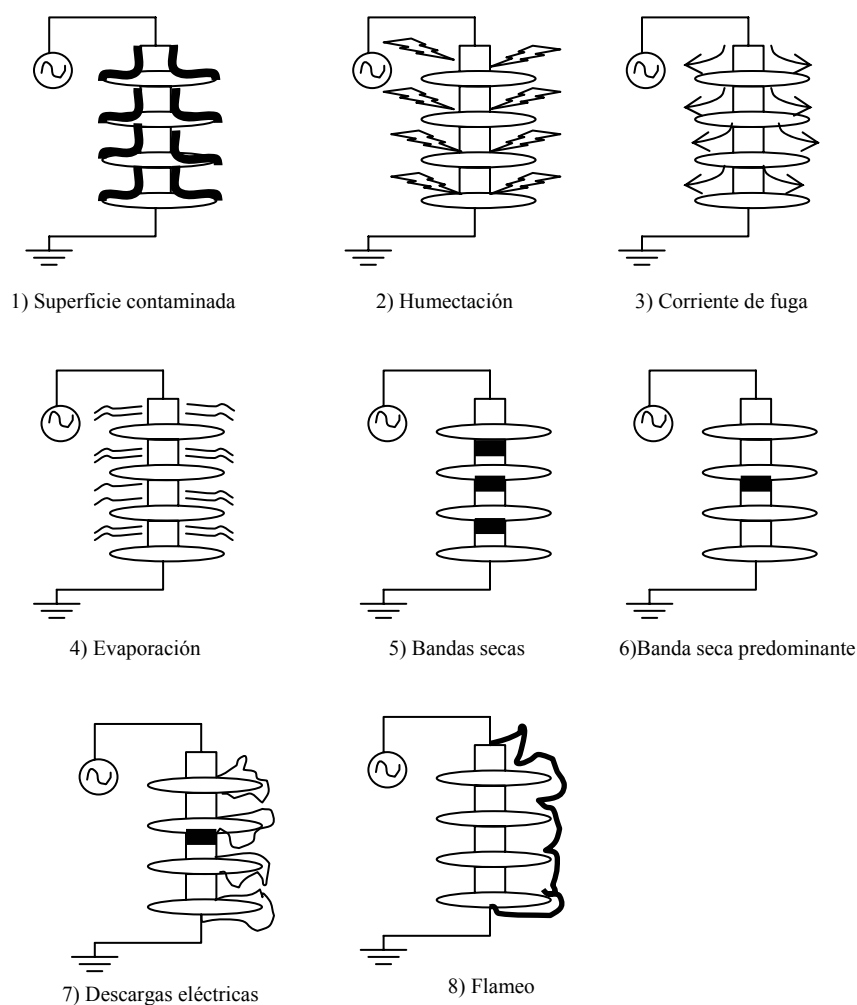 1) Superficie contaminada
2) Humectación
3) Corriente de fuga
4) Evaporación
5) Bandas secas
6)Banda seca predominante
7) Descargas eléctricas
8) Flameo